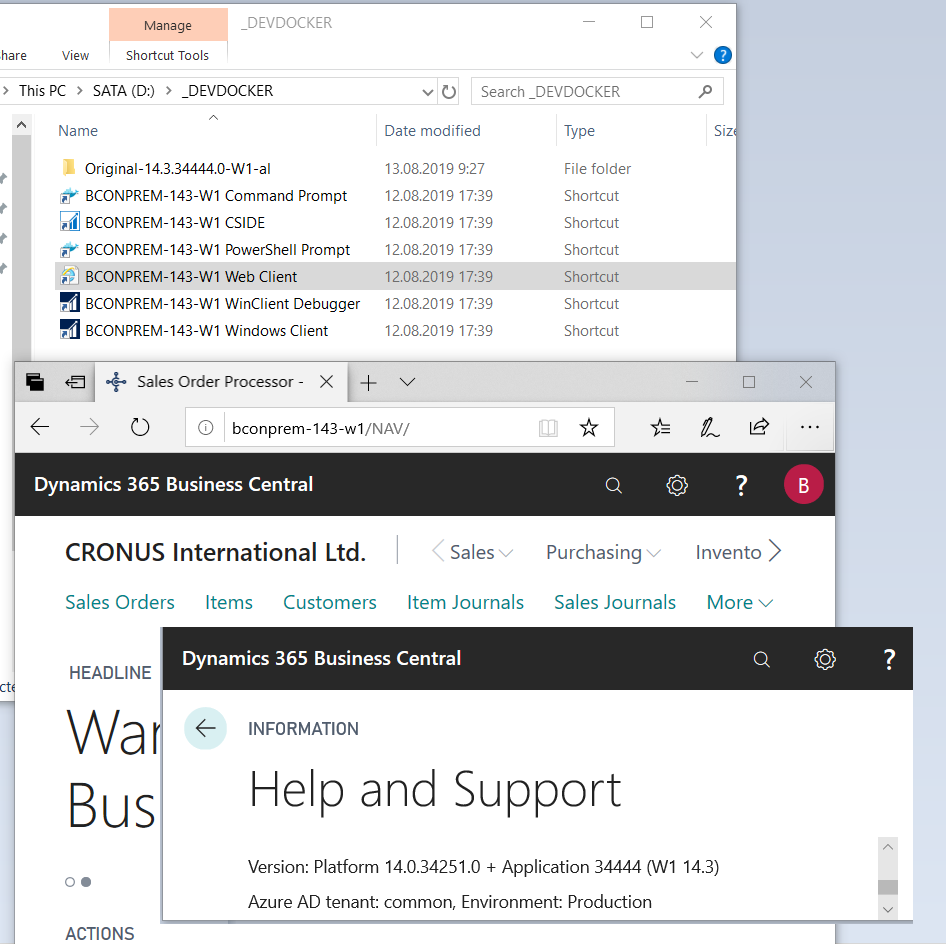 Manage
_DEVDOCKER
hare View Shortcut Tools
?
This PC > SATA (D:) > _DEVDOCKER
Search _DEVDOCKER
Name Date modified Type Size
Original-14.3.34444.0-W1-al 13.08.2019 9:27 File folder
BCONPREM-143-W1 Command Prompt 12.08.2019 17:39 Shortcut
BCONPREM-143-W1 CSIDE 12.08.2019 17:39 Shortcut
BCONPREM-143-W1 PowerShell Prompt 12.08.2019 17:39 Shortcut
BCONPREM-143-W1 Web Client 12.08.2019 17:39 Shortcut
BCONPREM-143-W1 WinClient Debugger 12.08.2019 17:39 Shortcut
BCONPREM-143-W1 Windows Client 12.08.2019 17:39 Shortcut
Sales Order Processor -
bconprem-143-w1/NAV/
Dynamics 365 Business Central ? B
CRONUS International Ltd. Sales Purchasing Invento
Sales Orders Items Customers Item Journals Sales Journals More
cte
HEADLINE
War
Busi
ACTIONS
Dynamics 365 Business Central ?
INFORMATION
Help and Support
Version: Platform 14.0.34251.0 + Application 34444 (W1 14.3)
Azure AD tenant: common, Environment: Production